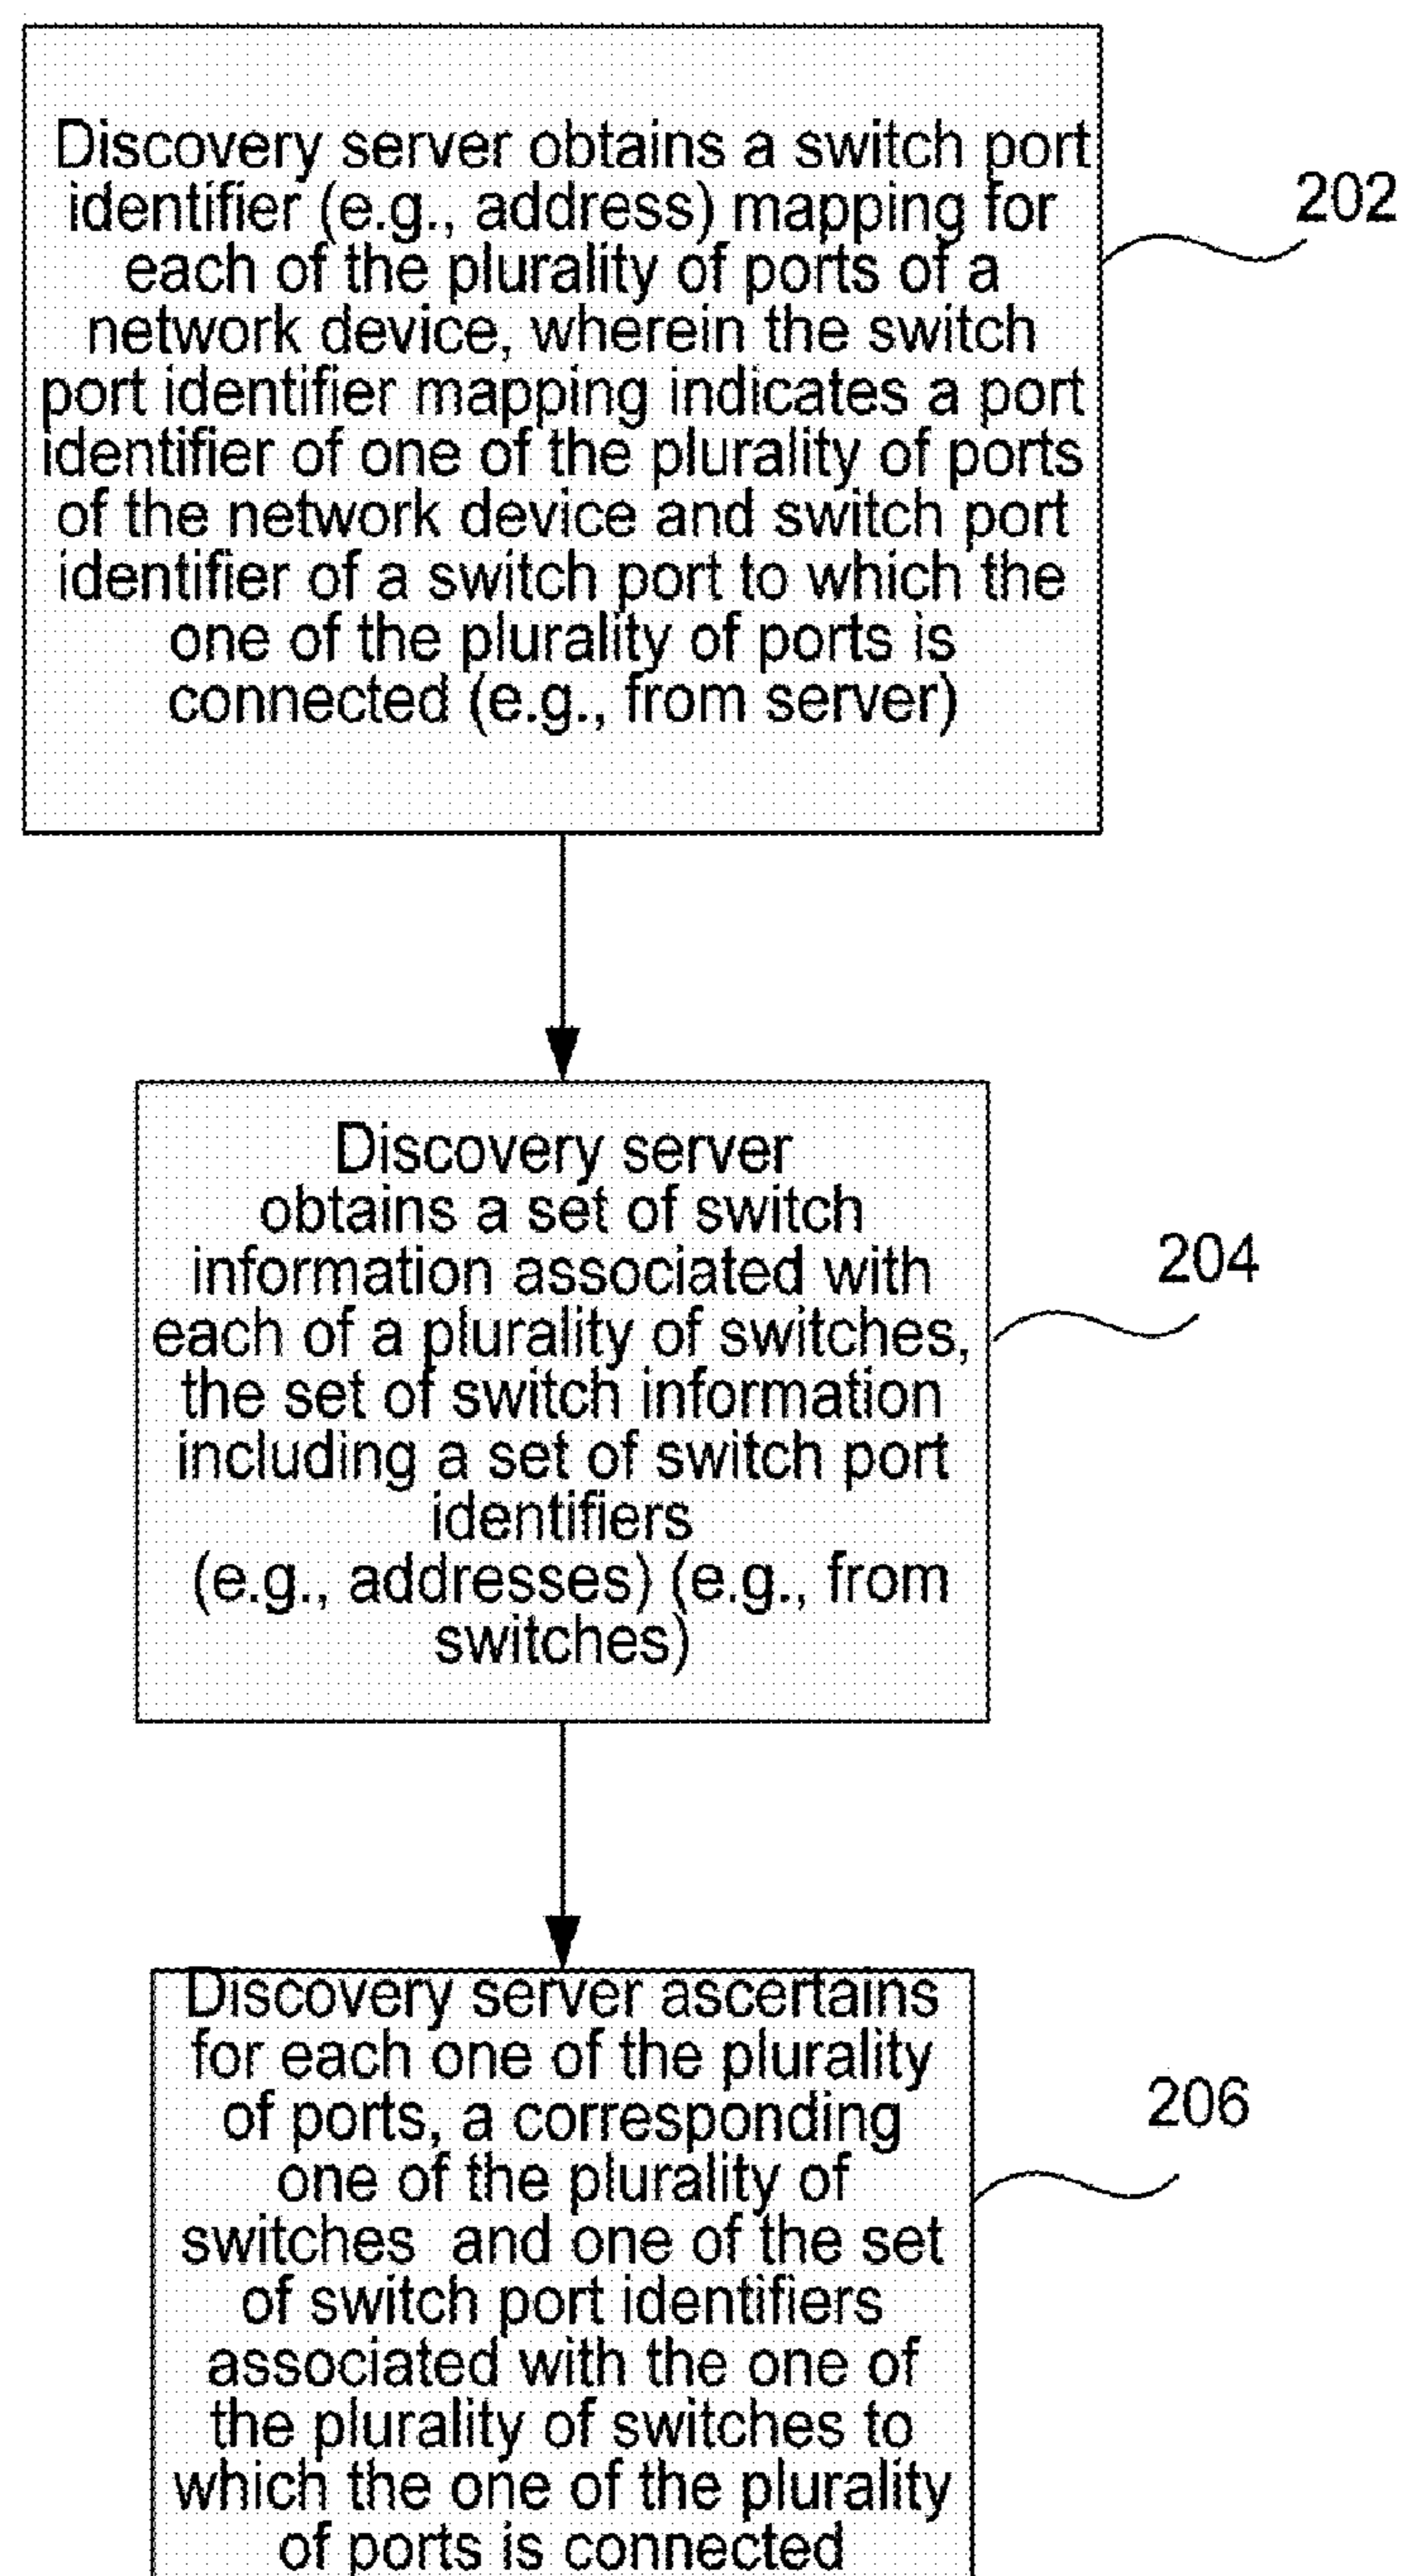 Discovery server obtains a switch port
identifier (e.g., address) mapping for
each of the plurality of ports of a
network device, wherein the switch
port identifier mapping indicates a port
identifier of one of the plurality of ports
of the network device and switch port
identifier of a switch port to which the
one of the plurality of ports is
connected (e.g., from server)
202
Discovery server
obtains a set of switch
information associated with
each of a plurality of switches,
the set of switch information
including a set of switch port
identifiers
(e.g., addresses) (e.g., from
switches)
204
Discovery server ascertains
for each one of the plurality
of ports, a corresponding
one of the plurality of
switches and one of the set
of switch port identifiers
associated with the one of
the plurality of switches to
which the one of the plurality
of ports is connected
206